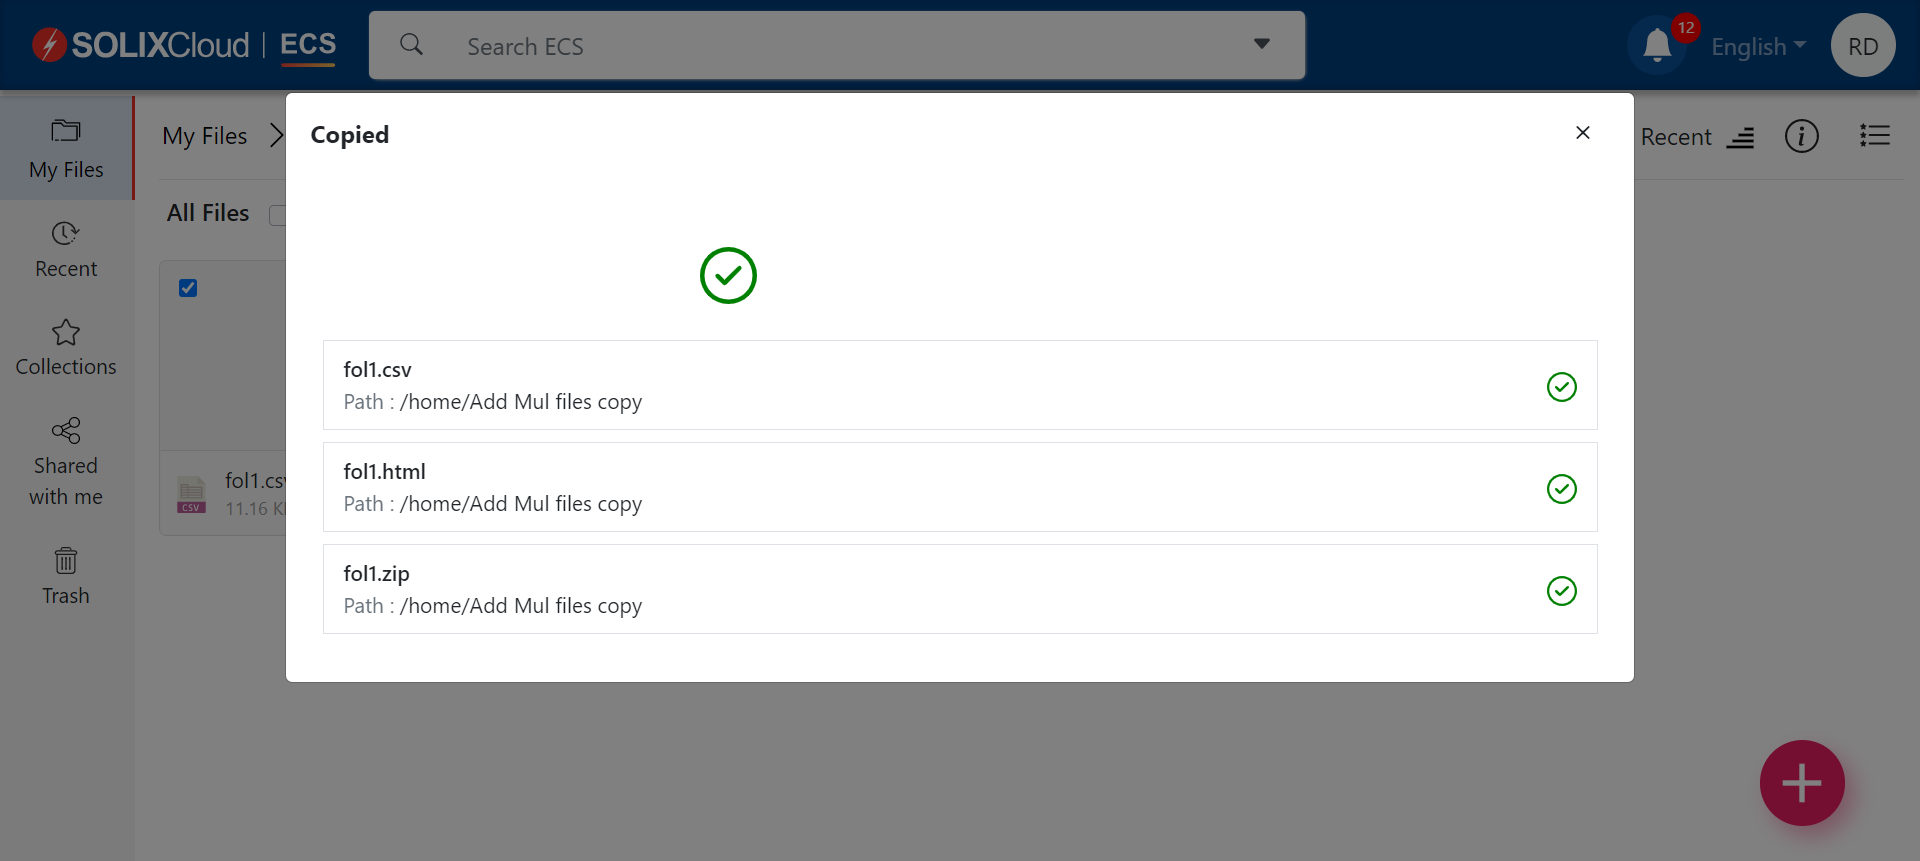 SOLIXCloud | ECS
Search ECS
12
English
RD
My Files
Recent
Collections
Shared
with me
Trash
My Files
Recent
All Files
fol1.csv
11.16
CSV
Copied
fol1.csv
Path : /home/Add Mul files copy
fol1.html
Path : /home/Add Mul files copy
fol1.zip
Path : /home/Add Mul files copy